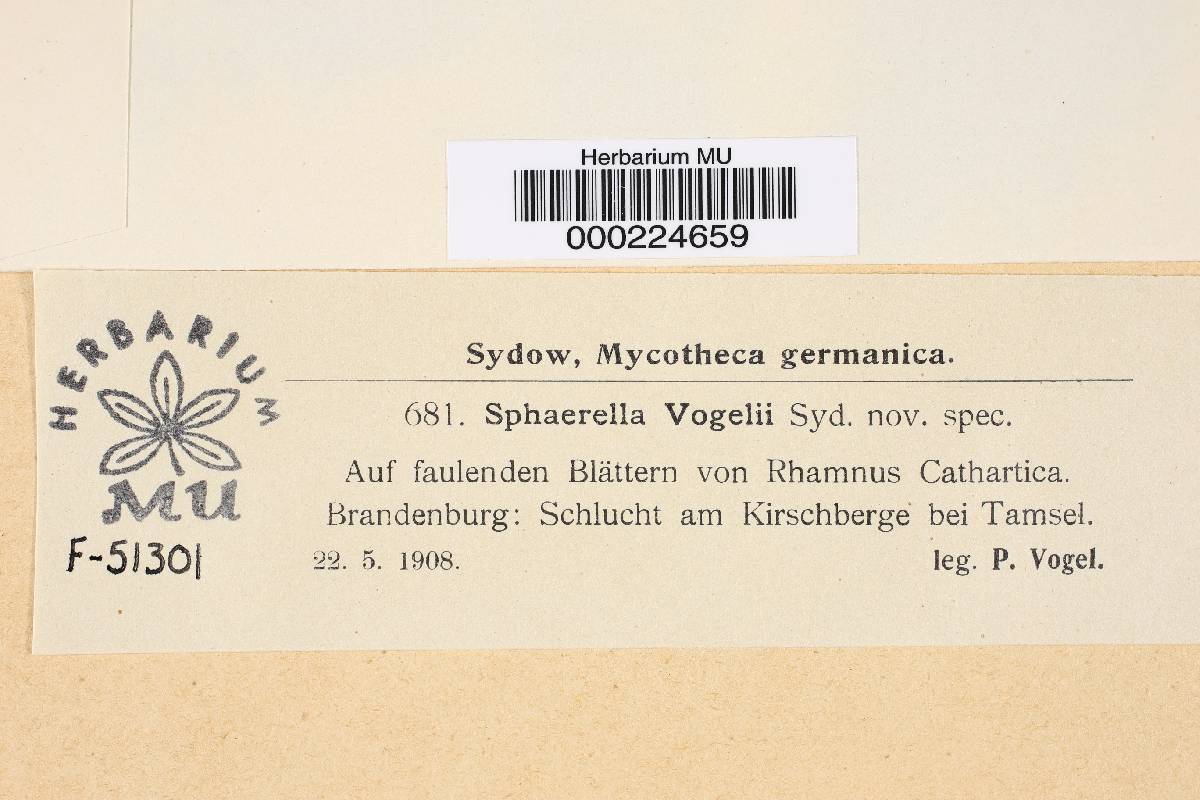 Herbarium MU
000224659
HERBARIUM
MU
F-51301
Sydow, Mycotheca germanica.
681. Sphaerella Vogelii Syd. nov. spec.
Auf faulenden Blättern von Rhamnus Cathartica.
Brandenburg: Schlucht am Kirschberge bei Tamsel.
22. 5. 1908. leg. P. Vogel.